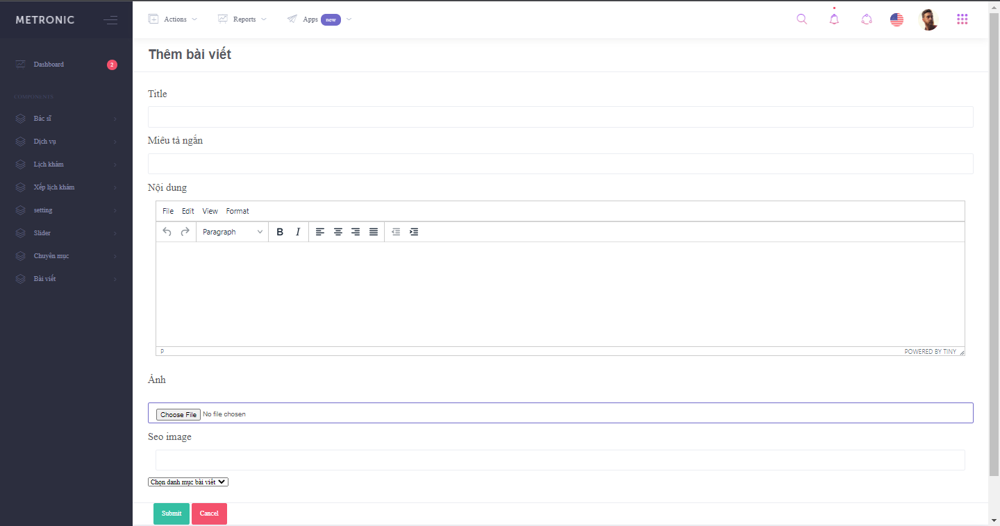 METRONIC
Actions
Reports
Apps new
Thêm bài viết
Dashboard 2
COMPONENTS
Bác sĩ
Dịch vụ
Lịch khám
Xếp lịch khám
setting
Slider
Chuyên mục
Bài viết
Title
Miêu tả ngắn
Nội dung
File Edit View Format
Paragraph B I
P POWERED BY TINY
Ảnh
Choose File No file chosen
Seo image
Chọn danh mục bài viết
Submit Cancel